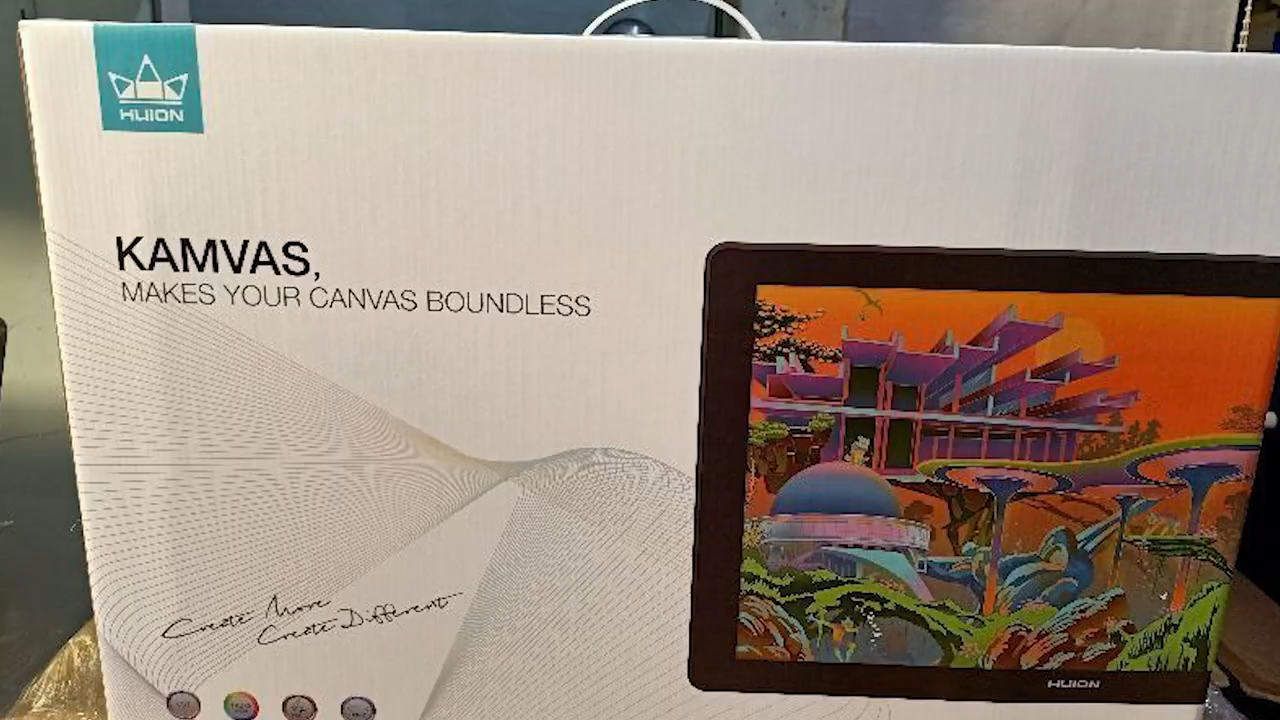 HUION
KAMVAS,
MAKES YOUR CANVAS BOUNDLESS
Create More
Create Different
HUION